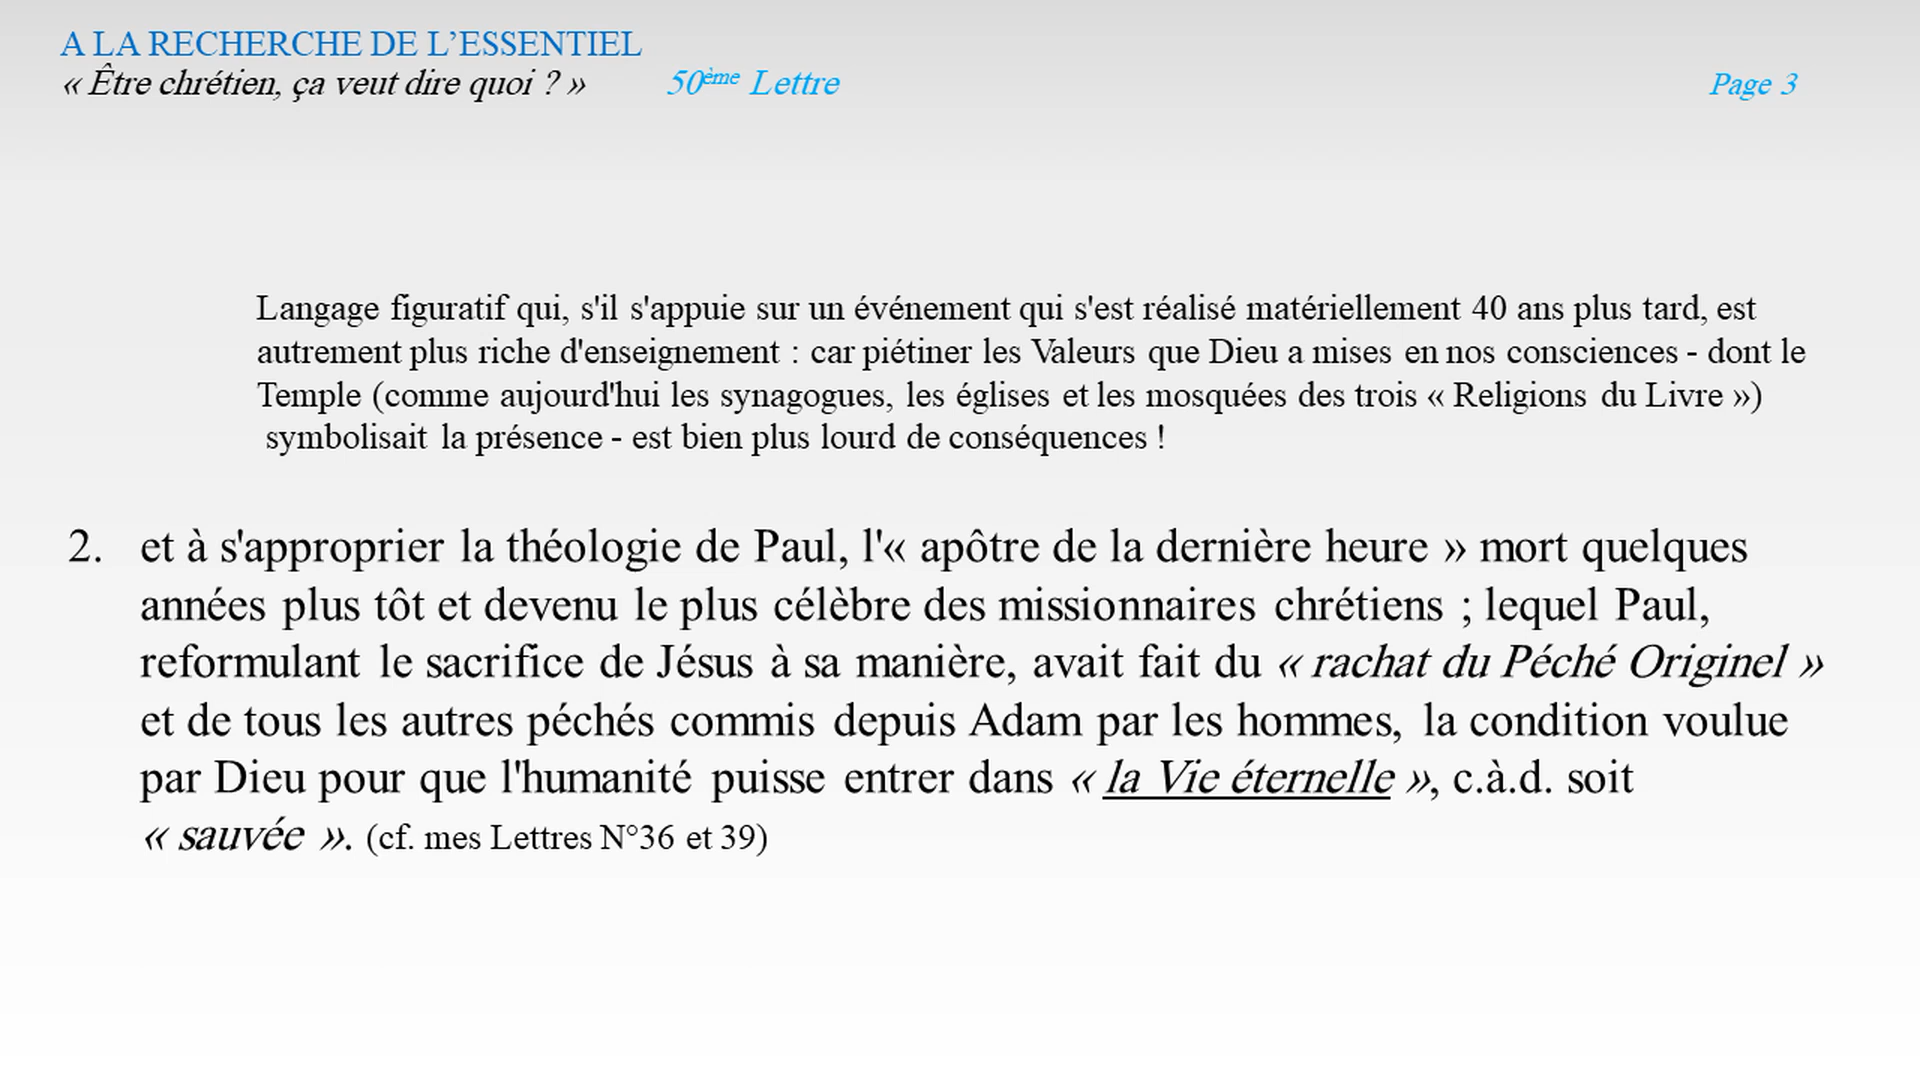 A LA RECHERCHE DE L’ESSENTIEL
« Être chrétien, ça veut dire quoi ? » 50ème Lettre Page 3
Langage figuratif qui, s'il s'appuie sur un événement qui s'est réalisé matériellement 40 ans plus tard, est
autrement plus riche d'enseignement : car piétiner les Valeurs que Dieu a mises en nos consciences - dont le
Temple (comme aujourd'hui les synagogues, les églises et les mosquées des trois « Religions du Livre »)
symbolisait la présence - est bien plus lourd de conséquences !
2. et à s'approprier la théologie de Paul, l'« apôtre de la dernière heure » mort quelques
années plus tôt et devenu le plus célèbre des missionnaires chrétiens ; lequel Paul,
reformulant le sacrifice de Jésus à sa manière, avait fait du « rachat du Péché Originel »
et de tous les autres péchés commis depuis Adam par les hommes, la condition voulue
par Dieu pour que l'humanité puisse entrer dans « la Vie éternelle », c.à.d. soit
« sauvée ». (cf. mes Lettres N°36 et 39)